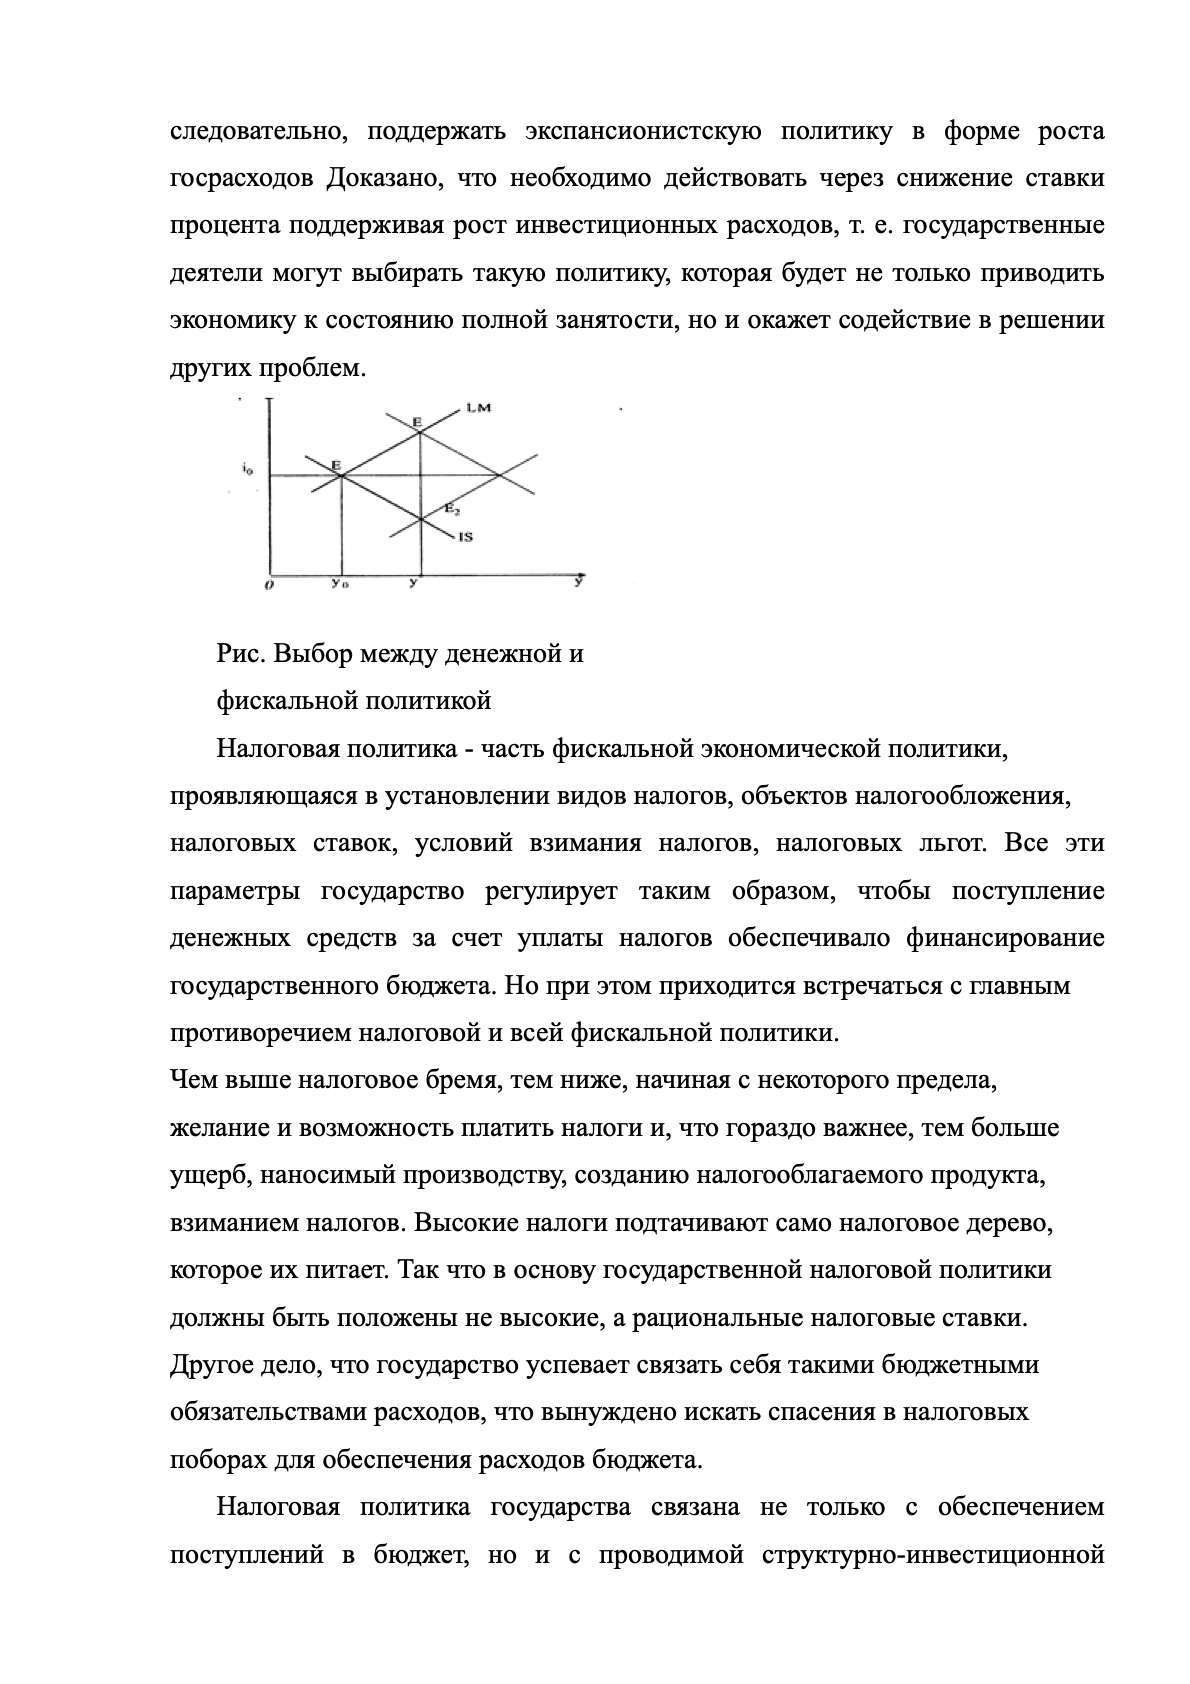 следовательно, поддержать экспансионистскую политику в форме роста
госрасходов Доказано, что необходимо действовать через снижение ставки
процента поддерживая рост инвестиционных расходов, т. е. государственные
деятели могут выбирать такую политику, которая будет не только приводить
экономику к состоянию полной занятости, но и окажет содействие в решении
других проблем.
LM
E
E
i₀
E₂
IS
0
У₀
У
У
Рис. Выбор между денежной и
фискальной политикой
Налоговая политика - часть фискальной экономической политики,
проявляющаяся в установлении видов налогов, объектов налогообложения,
налоговых ставок, условий взимания налогов, налоговых льгот. Все эти
параметры государство регулирует таким образом, чтобы поступление
денежных средств за счет уплаты налогов обеспечивало финансирование
государственного бюджета. Но при этом приходится встречаться с главным
противоречием налоговой и всей фискальной политики.
Чем выше налоговое бремя, тем ниже, начиная с некоторого предела,
желание и возможность платить налоги и, что гораздо важнее, тем больше
ущерб, наносимый производству, созданию налогооблагаемого продукта,
взиманием налогов. Высокие налоги подтачивают само налоговое дерево,
которое их питает. Так что в основу государственной налоговой политики
должны быть положены не высокие, а рациональные налоговые ставки.
Другое дело, что государство успевает связать себя такими бюджетными
обязательствами расходов, что вынуждено искать спасения в налоговых
поборах для обеспечения расходов бюджета.
Налоговая политика государства связана не только с обеспечением
поступлений в бюджет, но и с проводимой структурно-инвестиционной